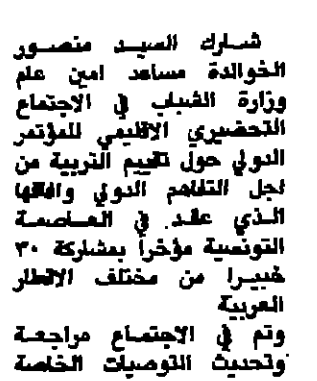 شارك السيد منصور
الخوالدة مساعد امين عام
وزارة الشباب في الاجتماع
التحضيري الاقليمي للمؤتمر
الدولي حول تقييم التربية من
اجل التفاهم الدولي وافاقها
الذي عقد في العاصمة
التونسية مؤخراً بمشاركة ٣٠
خبيرا من مختلف الاقطار
العربية
وتم في الاجتماع مراجعة
وتحديث التوصيات الخاصة